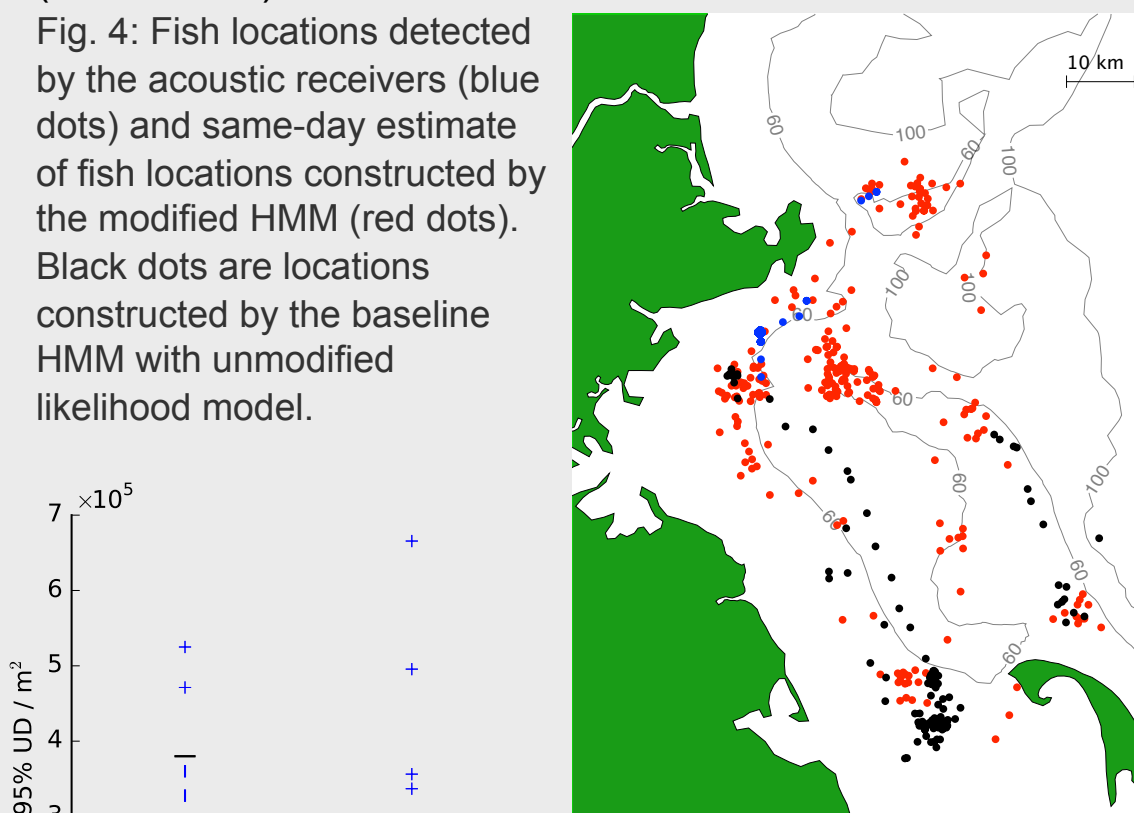 Fig. 4: Fish locations detected
by the acoustic receivers (blue
dots) and same-day estimate
of fish locations constructed by
the modified HMM (red dots).
Black dots are locations
constructed by the baseline
HMM with unmodified
likelihood model.
×10⁵
7
6
5
4
95% UD / m²
10 km
60
100
60
100
100
100
60
60
60
100
60
60
60